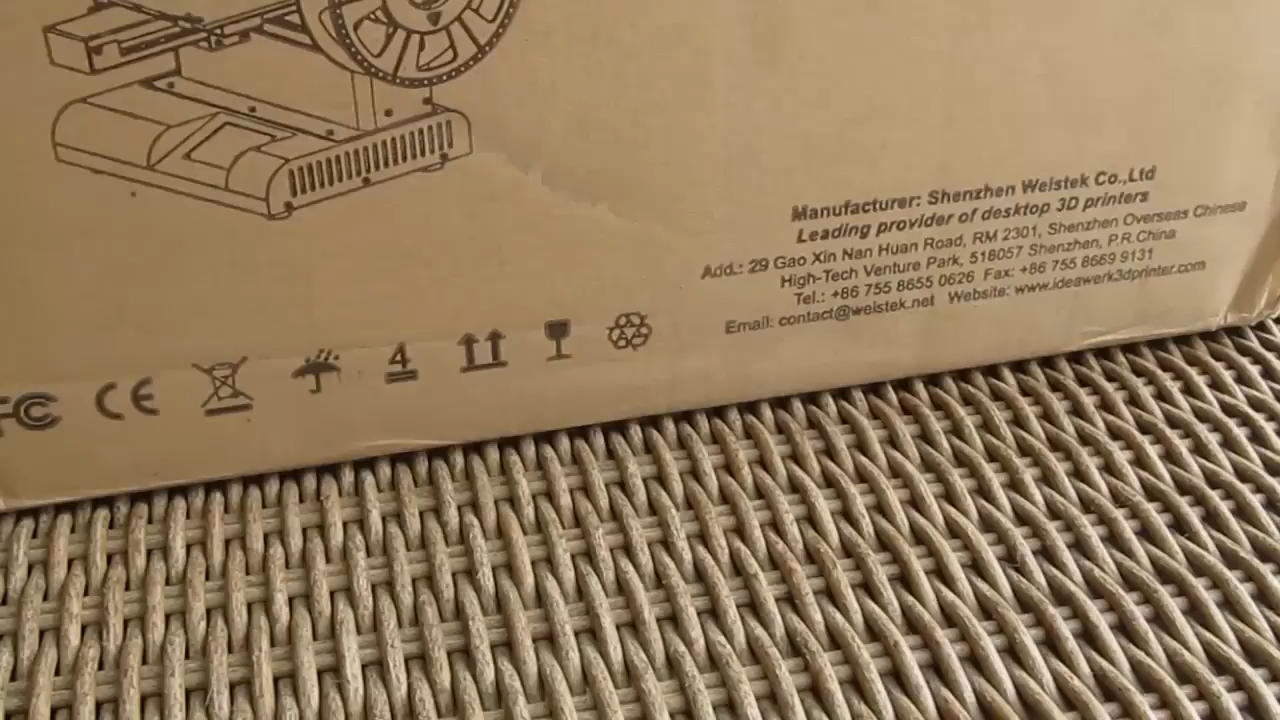 Manufacturer: Shenzhen Weistek Co.,Ltd
Leading provider of desktop 3D printers
Add.: 29 Gao Xin Nan Huan Road, RM 2301, Shenzhen Overseas Chinese
High-Tech Venture Park, 518057 Shenzhen, P.R.China
Tel.: +86 755 8655 0626 Fax: +86 755 8669 9131
Email: contact@weistek.net Website: www.ideawerk3dprinter.com
FC CE 4